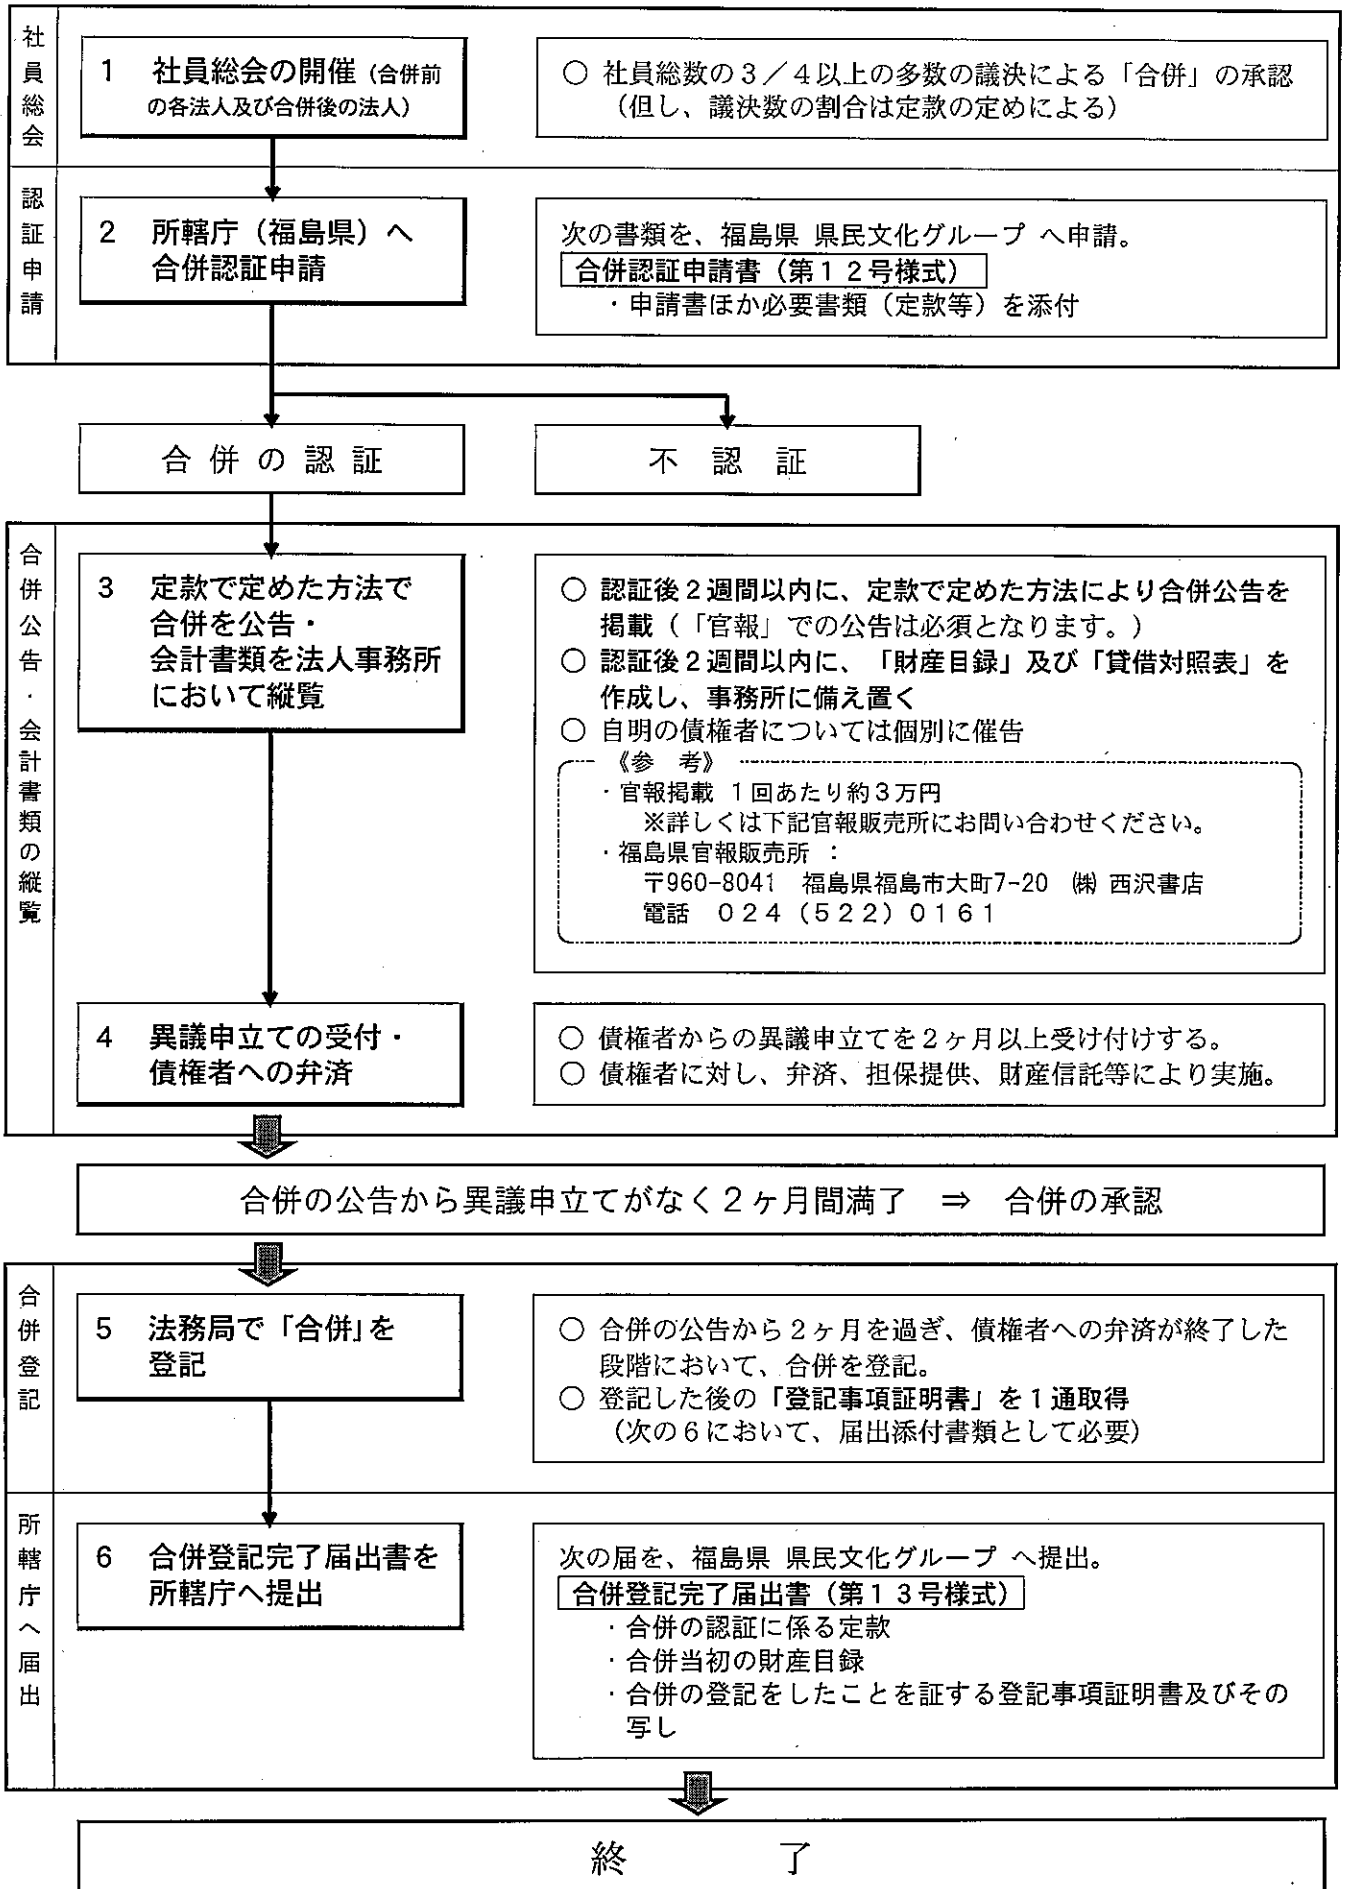 社員総会
1 社員総会の開催(合併前
の各法人及び合併後の法人)
○ 社員総数の3/4以上の多数の議決による「合併」の承認
(但し、議決数の割合は定款の定めによる)
認証申請
2 所轄庁(福島県)へ
合併認証申請
次の書類を、福島県 県民文化グループ へ申請。
合併認証申請書(第12号様式)
・申請書ほか必要書類(定款等)を添付
合併の認証
不認証
合併公告・会計書類の縦覧
3 定款で定めた方法で
合併を公告・
会計書類を法人事務所
において縦覧
○ 認証後2週間以内に、定款で定めた方法により合併公告を
掲載(「官報」での公告は必須となります。)
○ 認証後2週間以内に、「財産目録」及び「貸借対照表」を
作成し、事務所に備え置く
○ 自明の債権者については個別に催告
《参 考》
・官報掲載 1回あたり約3万円
※詳しくは下記官報販売所にお問い合わせください。
・福島県官報販売所 :
〒960-8041 福島県福島市大町7-20 ㈱ 西沢書店
電話 024(522)0161
4 異議申立ての受付・
債権者への弁済
○ 債権者からの異議申立てを2ヶ月以上受け付けする。
○ 債権者に対し、弁済、担保提供、財産信託等により実施。
合併の公告から異議申立てがなく2ヶ月間満了 ⇒ 合併の承認
合併登記
5 法務局で「合併」を
登記
○ 合併の公告から2ヶ月を過ぎ、債権者への弁済が終了した
段階において、合併を登記。
○ 登記した後の「登記事項証明書」を1通取得
(次の6において、届出添付書類として必要)
所轄庁へ届出
6 合併登記完了届出書を
所轄庁へ提出
次の届を、福島県 県民文化グループ へ提出。
合併登記完了届出書(第13号様式)
・合併の認証に係る定款
・合併当初の財産目録
・合併の登記をしたことを証する登記事項証明書及びその
写し
終 了